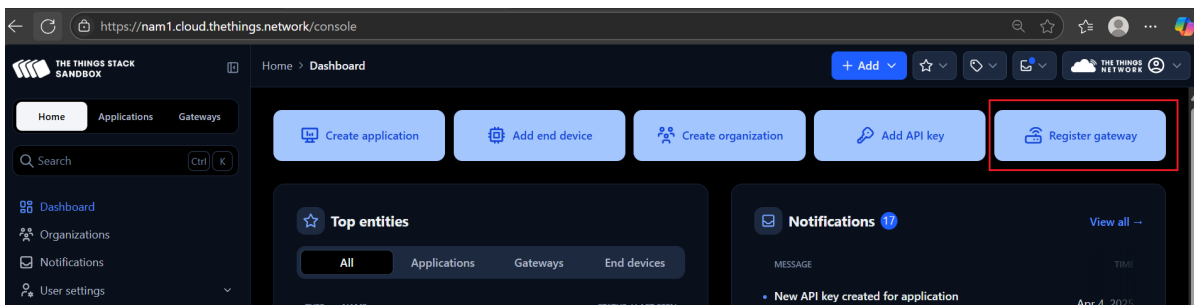 https://nam1.cloud.thethings.network/console
THE THINGS STACK
SANDBOX
Home > Dashboard
+ Add
THE THINGS
NETWORK
Home Applications Gateways
Create application
Add end device
Create organization
Add API key
Register gateway
Search Ctrl K
Dashboard
Organizations
Notifications
User settings
Top entities
All Applications Gateways End devices
Notifications 17
View all →
MESSAGE
• New API key created for application
Apr 4, 2025